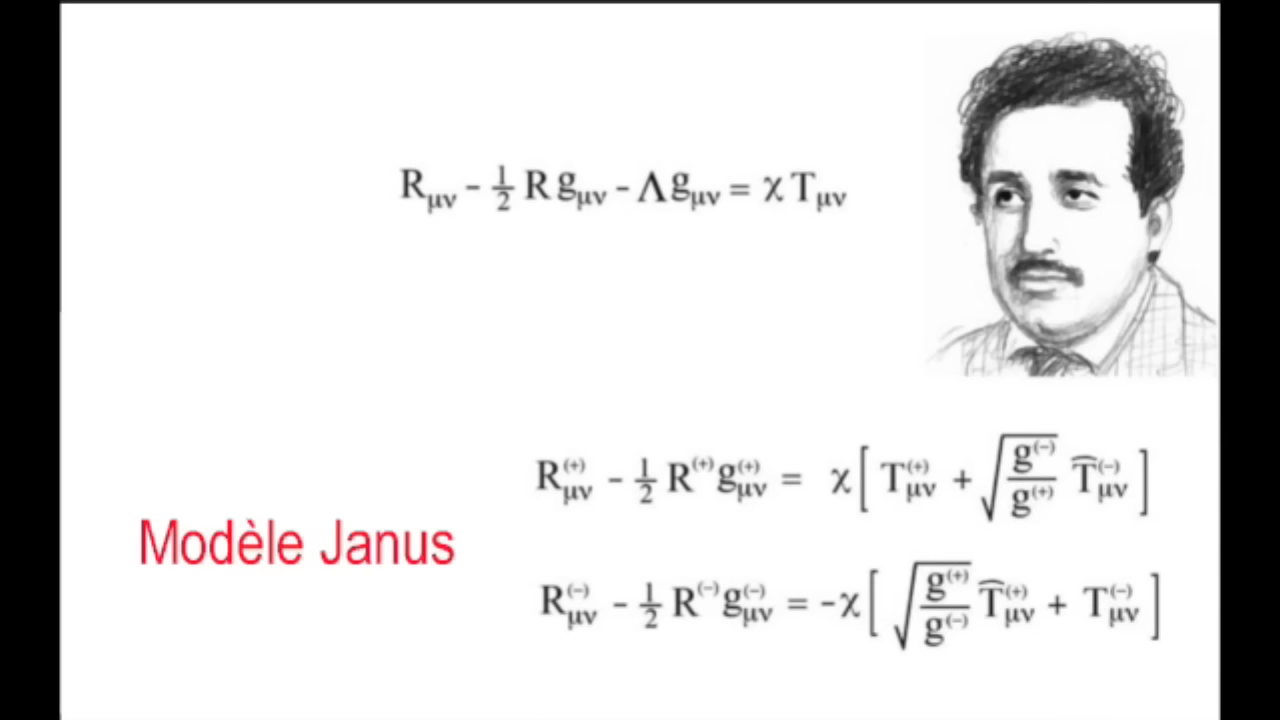 R_μν - 1/2 R g_μν - Λ g_μν = χ T_μν
R^(+)_μν - 1/2 R^(+) g^(+)_μν = χ [ T^(+)_μν + √(g^(-)/g^(+)) T̂^(-)_μν ]
Modèle Janus
R^(-)_μν - 1/2 R^(-) g^(-)_μν = -χ [ √(g^(+)/g^(-)) T̂^(+)_μν + T^(-)_μν ]